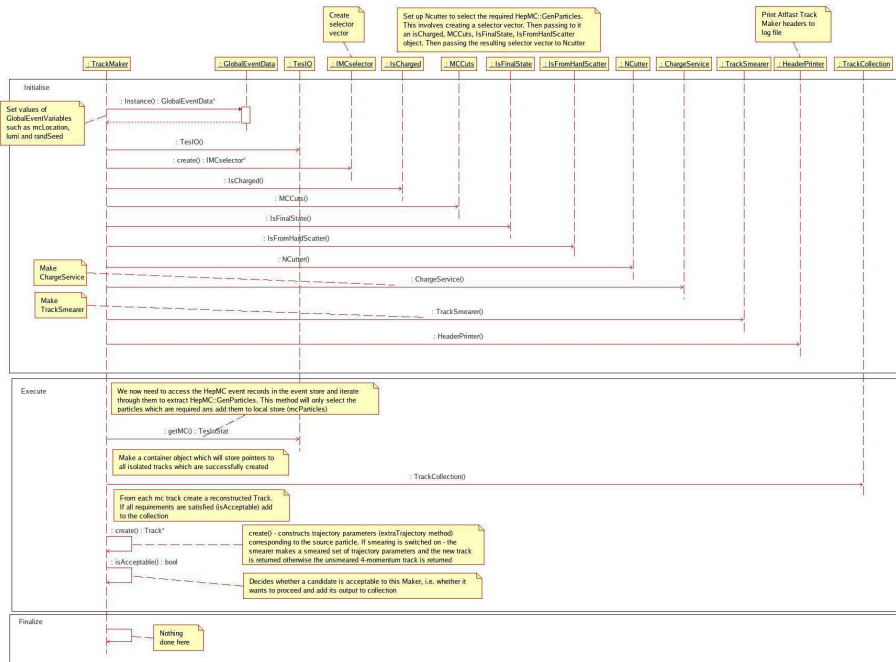 Create
selector
vector
Set up Ncutter to select the required HepMC::GenParticles.
This involves creating a selector vector. Then passing to it
an isCharged, MCCuts, IsFinalState, IsFromHardScatter
object. Then passing the resulting selector vector to Ncutter
Print Atlfast Track
Maker headers to
log file
: TrackMaker
: GlobalEventData
: TesIO
: IMCselector
: IsCharged
: MCCuts
: IsFinalState
: IsFromHardScatter
: NCutter
: ChargeService
: TrackSmearer
: HeaderPrinter
: TrackCollection
Initialise
Set values of
GlobalEventVariables
such as mcLocation,
lumi and randSeed
: Instance() : GlobalEventData*
: TesIO()
: create() : IMCselector*
: IsCharged()
: MCCuts()
: IsFinalState()
: IsFromHardScatter()
: NCutter()
Make
ChargeService
: ChargeService()
Make
TrackSmearer
: TrackSmearer()
: HeaderPrinter()
Execute
We now need to access the HepMC event records in the event store and iterate
through them to extract HepMC::GenParticles. This method will only select the
particles which are required ans add them to local store (mcParticles)
: getMC() : TesIoStat
Make a container object which will store pointers to
all isolated tracks which are successfully created
: TrackCollection()
From each mc track create a reconstructed Track.
If all requirements are satisfied (isAcceptable) add
to the collection
: create() : Track*
create() - constructs trajectory parameters (extraTrajectory method)
corresponding to the source particle. If smearing is switched on - the
smearer makes a smeared set of trajectory parameters and the new track
is returned otherwise the unsmeared 4-momentum track is returned
: isAcceptable() : bool
Decides whether a candidate is acceptable to this Maker, i.e. whether it
wants to proceed and add its output to collection
Finalize
Nothing
done here